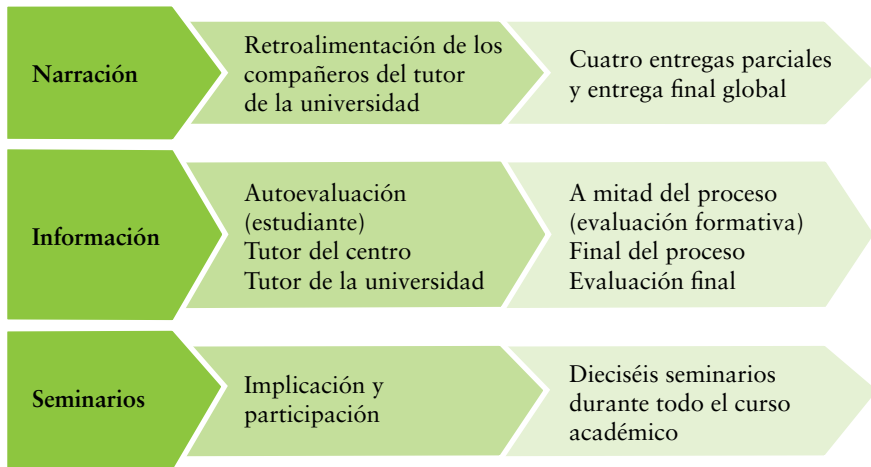 Narración
Retroalimentación de los
compañeros del tutor
de la universidad
Cuatro entregas parciales
y entrega final global
Información
Autoevaluación
(estudiante)
Tutor del centro
Tutor de la universidad
A mitad del proceso
(evaluación formativa)
Final del proceso
Evaluación final
Seminarios
Implicación y
participación
Dieciséis seminarios
durante todo el curso
académico